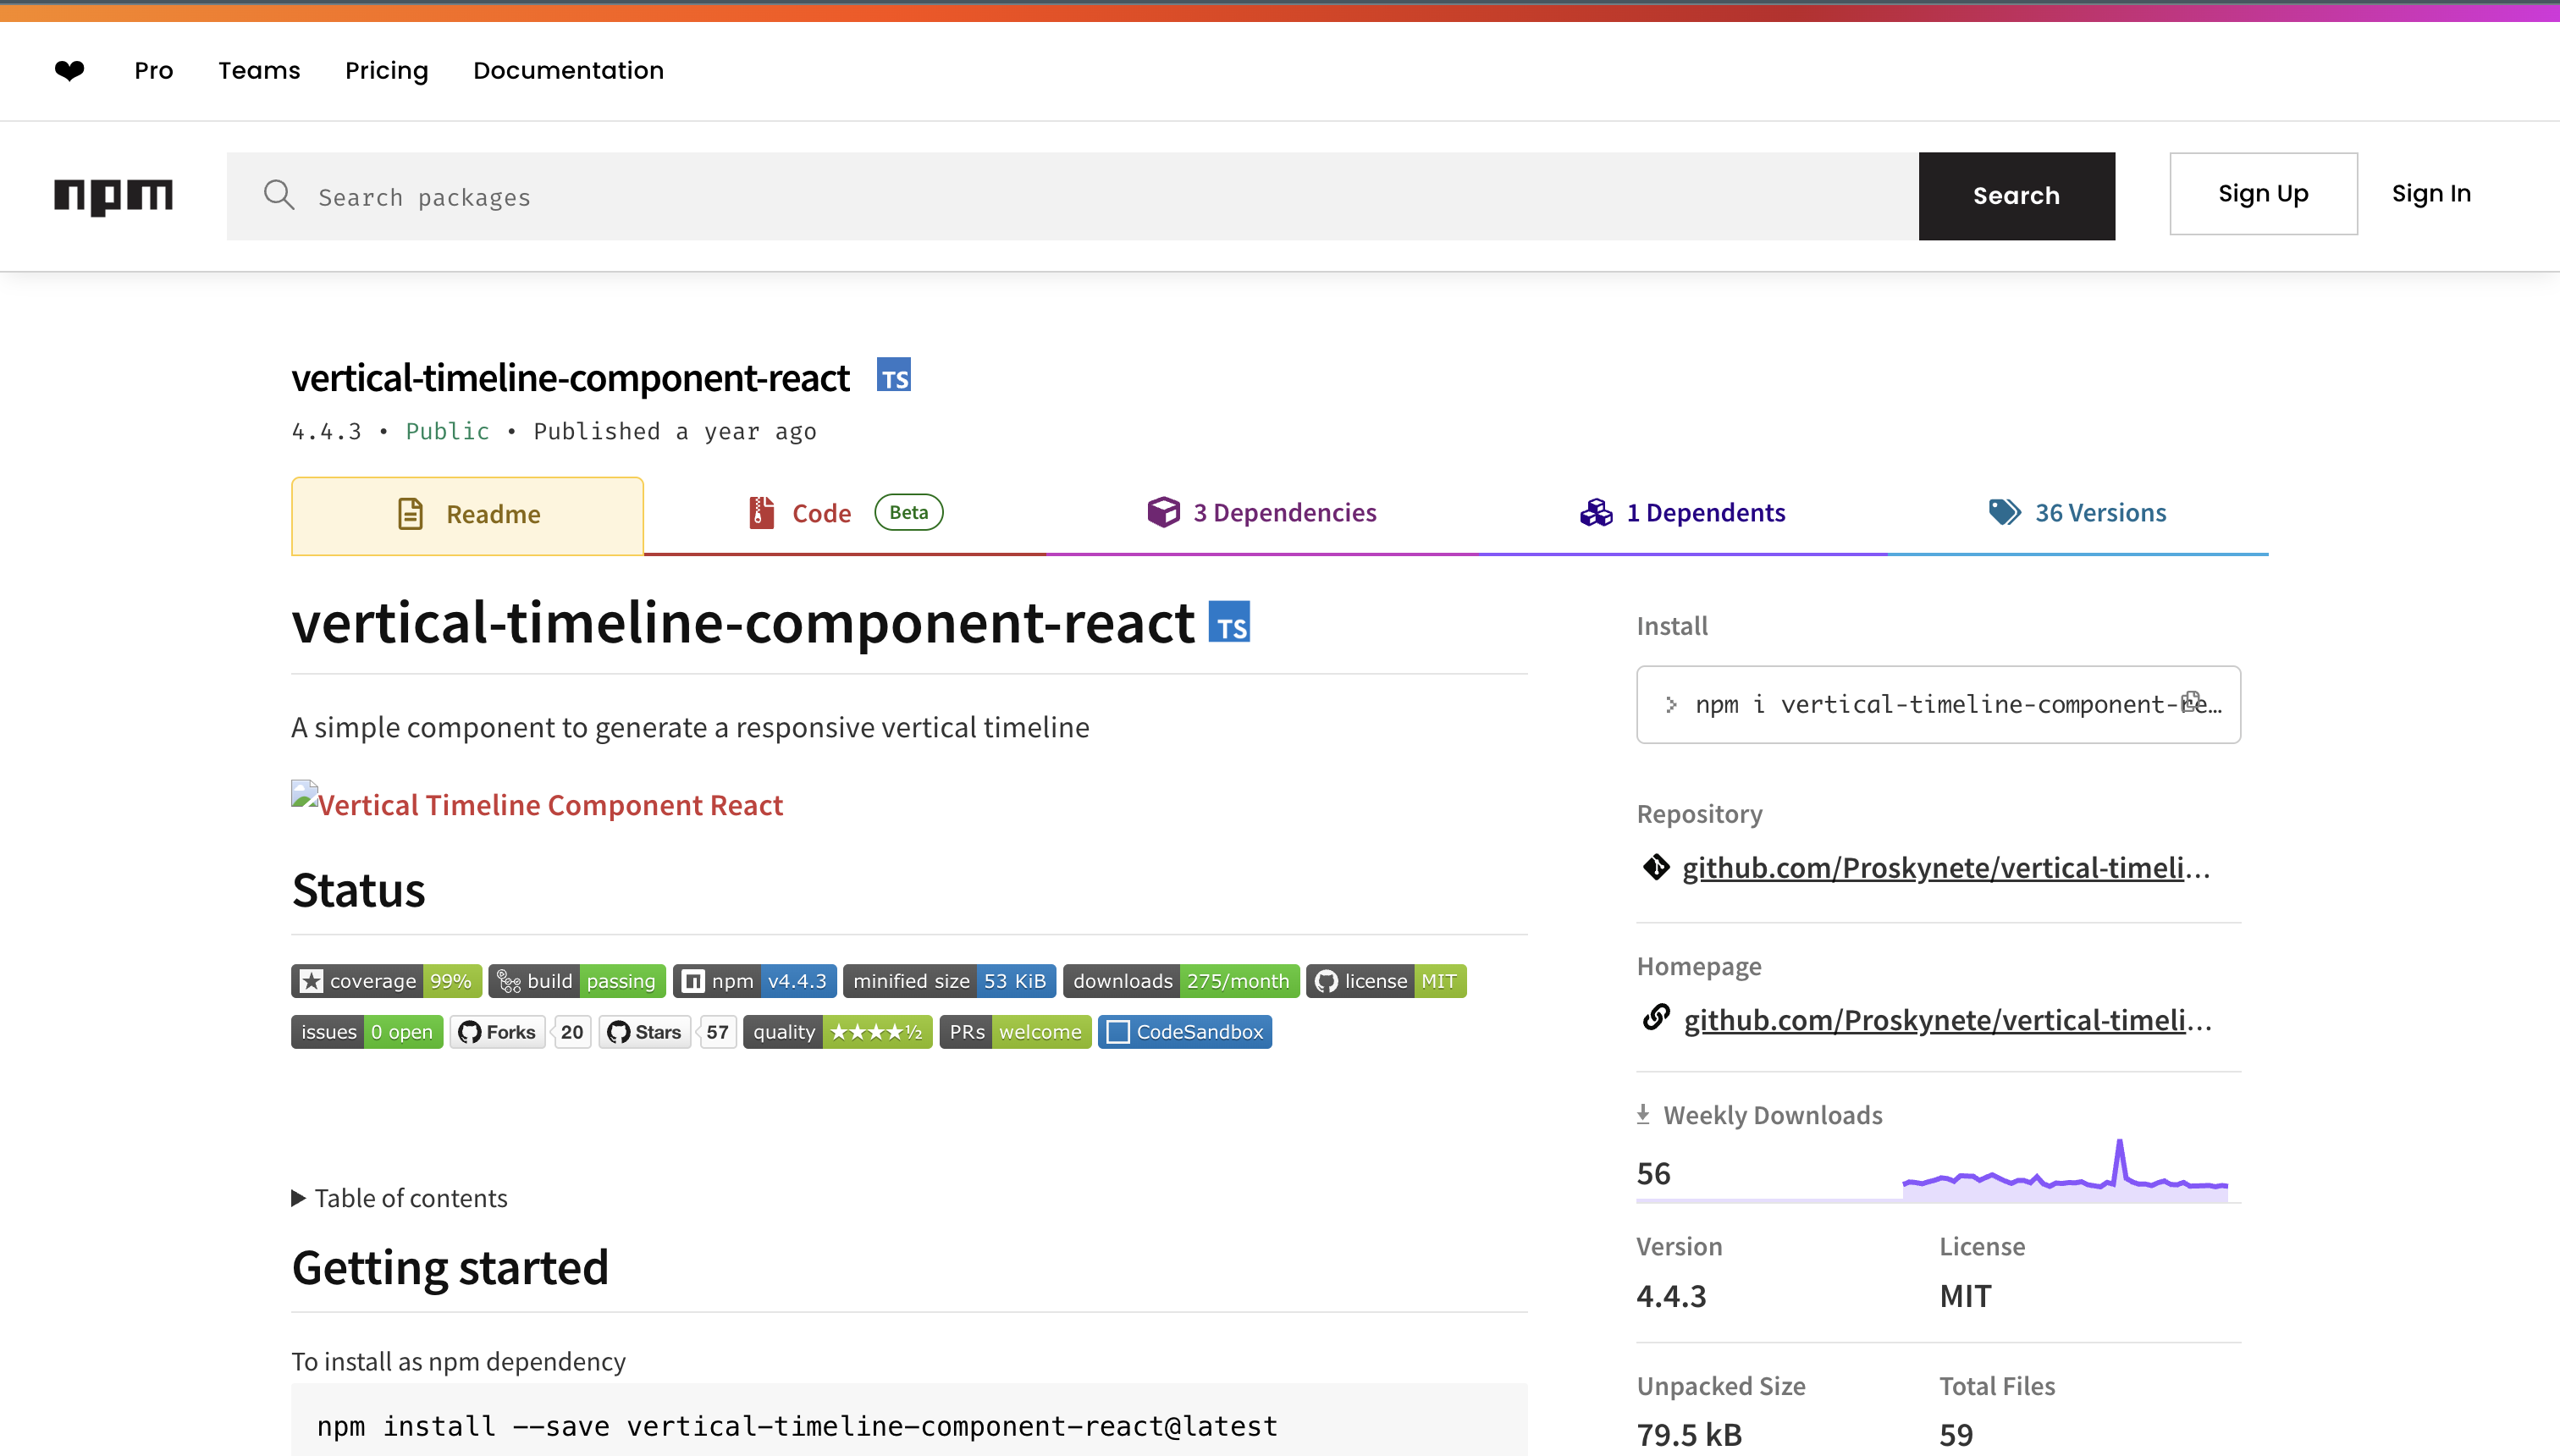 ❤ Pro Teams Pricing Documentation
npm Search packages Search Sign Up Sign In
vertical-timeline-component-react TS
4.4.3 • Public • Published a year ago
Readme
Code Beta
3 Dependencies
1 Dependents
36 Versions
vertical-timeline-component-react TS
A simple component to generate a responsive vertical timeline
Vertical Timeline Component React
Status
coverage 99% build passing npm v4.4.3 minified size 53 KiB downloads 275/month license MIT
issues 0 open Forks 20 Stars 57 quality ★★★★½ PRs welcome CodeSandbox
Table of contents
Getting started
To install as npm dependency
npm install --save vertical-timeline-component-react@latest
Install
npm i vertical-timeline-component-re…
Repository
github.com/Proskynete/vertical-timeli…
Homepage
github.com/Proskynete/vertical-timeli…
Weekly Downloads
56
Version License
4.4.3 MIT
Unpacked Size Total Files
79.5 kB 59